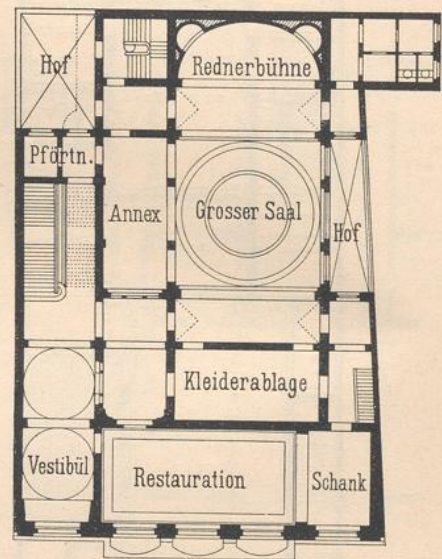 Hof
Rednerbühne
Pförtn.
Annex
Grosser Saal
Hof
Kleiderablage
Vestibül
Restauration
Schank